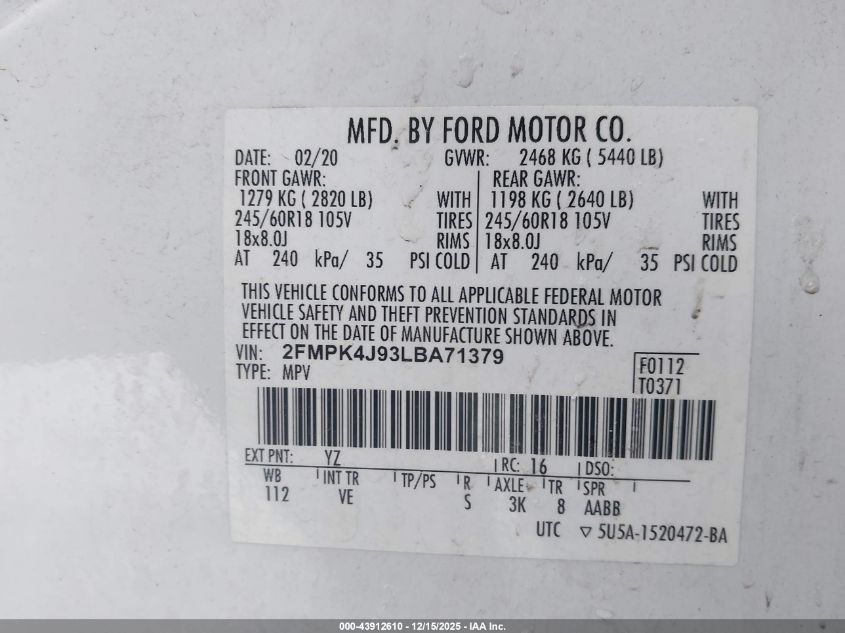 MFD. BY FORD MOTOR CO.
DATE: 02/20 GVWR: 2468 KG ( 5440 LB)
FRONT GAWR: REAR GAWR:
1279 KG ( 2820 LB) WITH 1198 KG ( 2640 LB) WITH
245/60R18 105V TIRES 245/60R18 105V TIRES
18x8.0J RIMS 18x8.0J RIMS
AT 240 kPa/ 35 PSI COLD AT 240 kPa/ 35 PSI COLD
THIS VEHICLE CONFORMS TO ALL APPLICABLE FEDERAL MOTOR
VEHICLE SAFETY AND THEFT PREVENTION STANDARDS IN
EFFECT ON THE DATE OF MANUFACTURE SHOWN ABOVE.
VIN: 2FMPK4J93LBA71379
TYPE: MPV
F0112
T0371
EXT PNT: YZ RC: 16 DSO:
WB INT TR TP/PS R AXLE TR SPR
112 VE S 3K 8 AABB
UTC ▽ 5U5A-1520472-BA
000-43912610 - 12/15/2025 - IAA Inc.